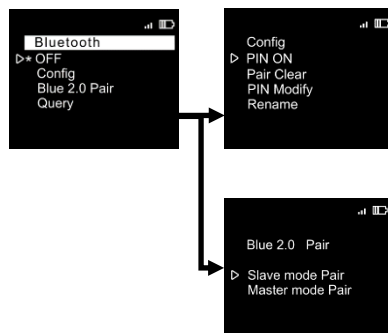 Bluetooth
* OFF
Config
Blue 2.0 Pair
Query
Config
PIN ON
Pair Clear
PIN Modify
Rename
Blue 2.0 Pair
Slave mode Pair
Master mode Pair